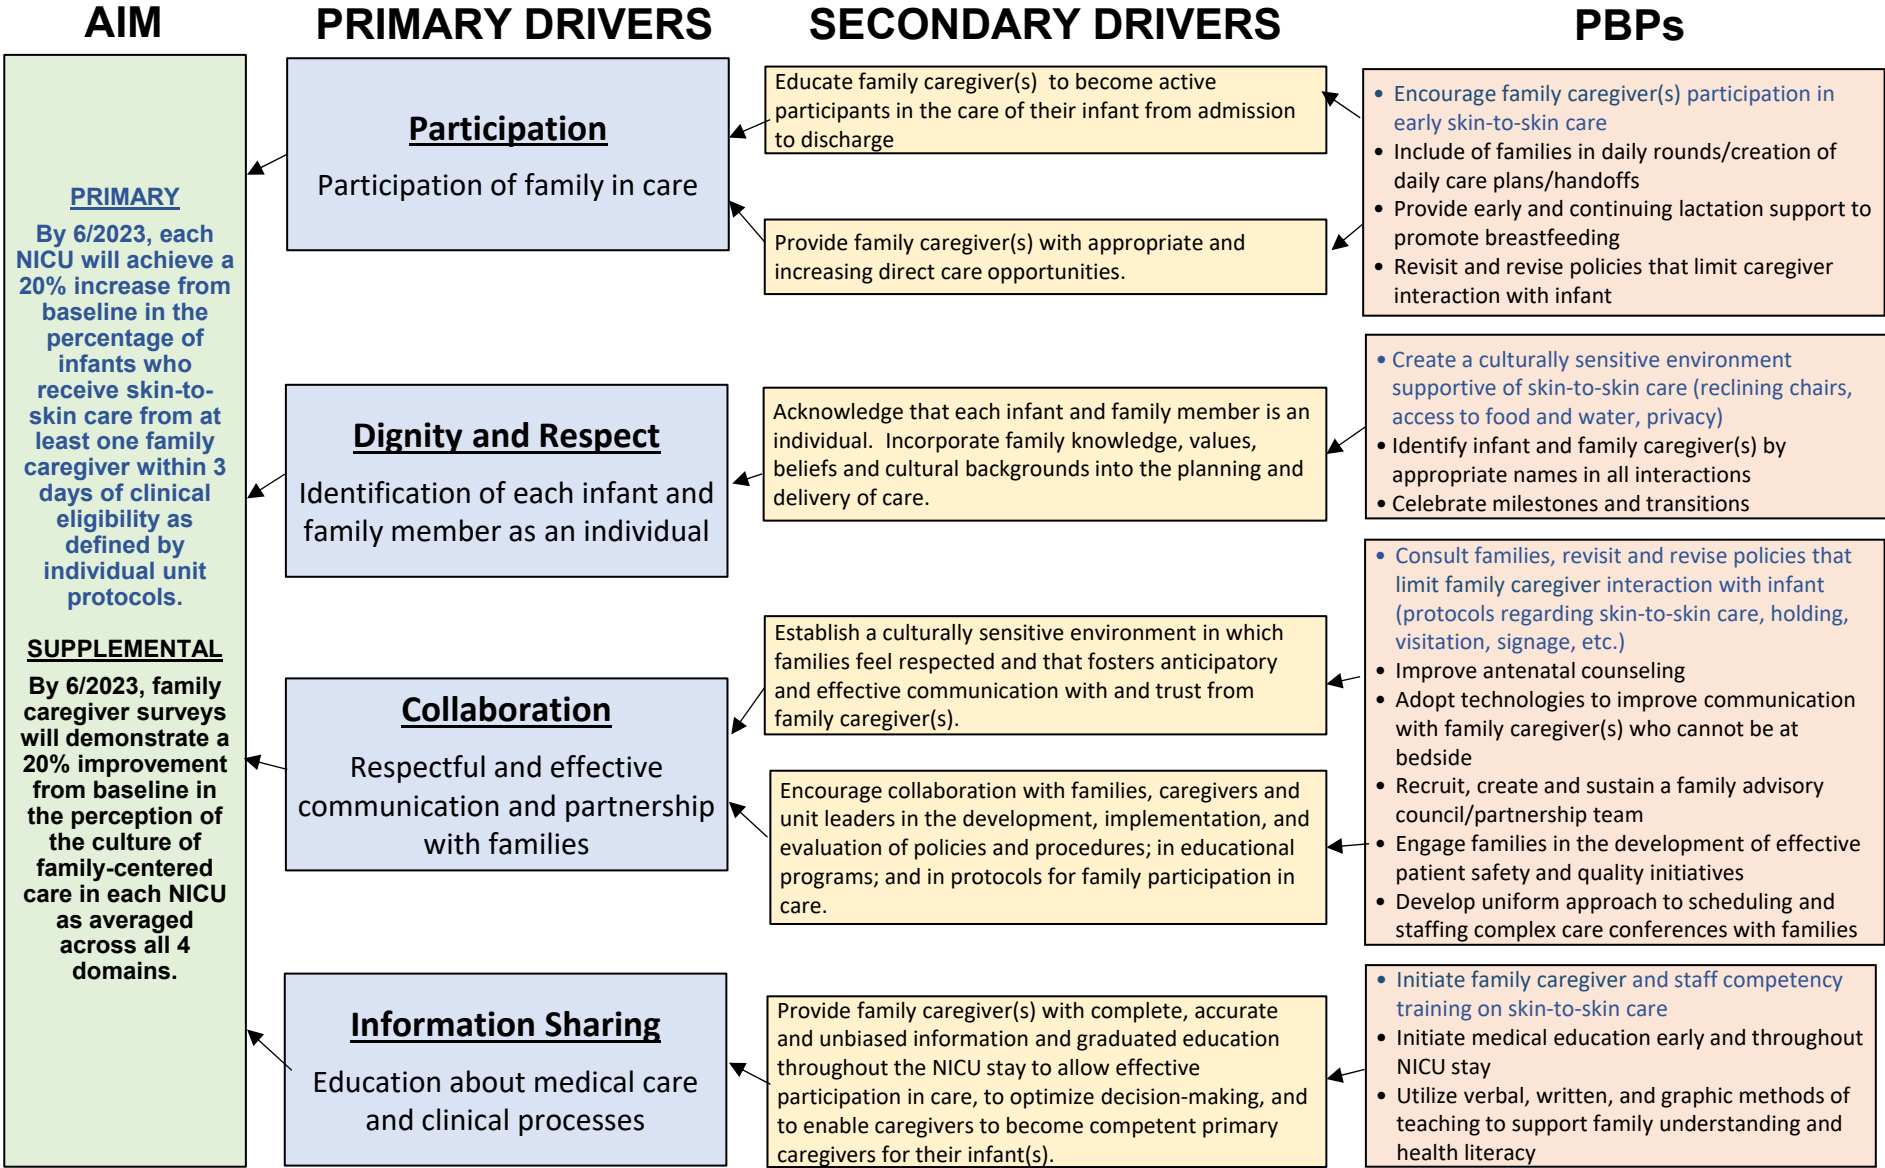 AIM
PRIMARY DRIVERS
SECONDARY DRIVERS
PBPs
PRIMARY
By 6/2023, each
NICU will achieve a
20% increase from
baseline in the
percentage of
infants who
receive skin-to-
skin care from at
least one family
caregiver within 3
days of clinical
eligibility as
defined by
individual unit
protocols.
SUPPLEMENTAL
By 6/2023, family
caregiver surveys
will demonstrate a
20% improvement
from baseline in
the perception of
the culture of
family-centered
care in each NICU
as averaged
across all 4
domains.
Participation
Participation of family in care
Dignity and Respect
Identification of each infant and
family member as an individual
Collaboration
Respectful and effective
communication and partnership
with families
Information Sharing
Education about medical care
and clinical processes
Educate family caregiver(s) to become active
participants in the care of their infant from admission
to discharge
Provide family caregiver(s) with appropriate and
increasing direct care opportunities.
Acknowledge that each infant and family member is an
individual. Incorporate family knowledge, values,
beliefs and cultural backgrounds into the planning and
delivery of care.
Establish a culturally sensitive environment in which
families feel respected and that fosters anticipatory
and effective communication with and trust from
family caregiver(s).
Encourage collaboration with families, caregivers and
unit leaders in the development, implementation, and
evaluation of policies and procedures; in educational
programs; and in protocols for family participation in
care.
Provide family caregiver(s) with complete, accurate
and unbiased information and graduated education
throughout the NICU stay to allow effective
participation in care, to optimize decision-making, and
to enable caregivers to become competent primary
caregivers for their infant(s).
• Encourage family caregiver(s) participation in
early skin-to-skin care
• Include of families in daily rounds/creation of
daily care plans/handoffs
• Provide early and continuing lactation support to
promote breastfeeding
• Revisit and revise policies that limit caregiver
interaction with infant
• Create a culturally sensitive environment
supportive of skin-to-skin care (reclining chairs,
access to food and water, privacy)
• Identify infant and family caregiver(s) by
appropriate names in all interactions
• Celebrate milestones and transitions
• Consult families, revisit and revise policies that
limit family caregiver interaction with infant
(protocols regarding skin-to-skin care, holding,
visitation, signage, etc.)
• Improve antenatal counseling
• Adopt technologies to improve communication
with family caregiver(s) who cannot be at
bedside
• Recruit, create and sustain a family advisory
council/partnership team
• Engage families in the development of effective
patient safety and quality initiatives
• Develop uniform approach to scheduling and
staffing complex care conferences with families
• Initiate family caregiver and staff competency
training on skin-to-skin care
• Initiate medical education early and throughout
NICU stay
• Utilize verbal, written, and graphic methods of
teaching to support family understanding and
health literacy